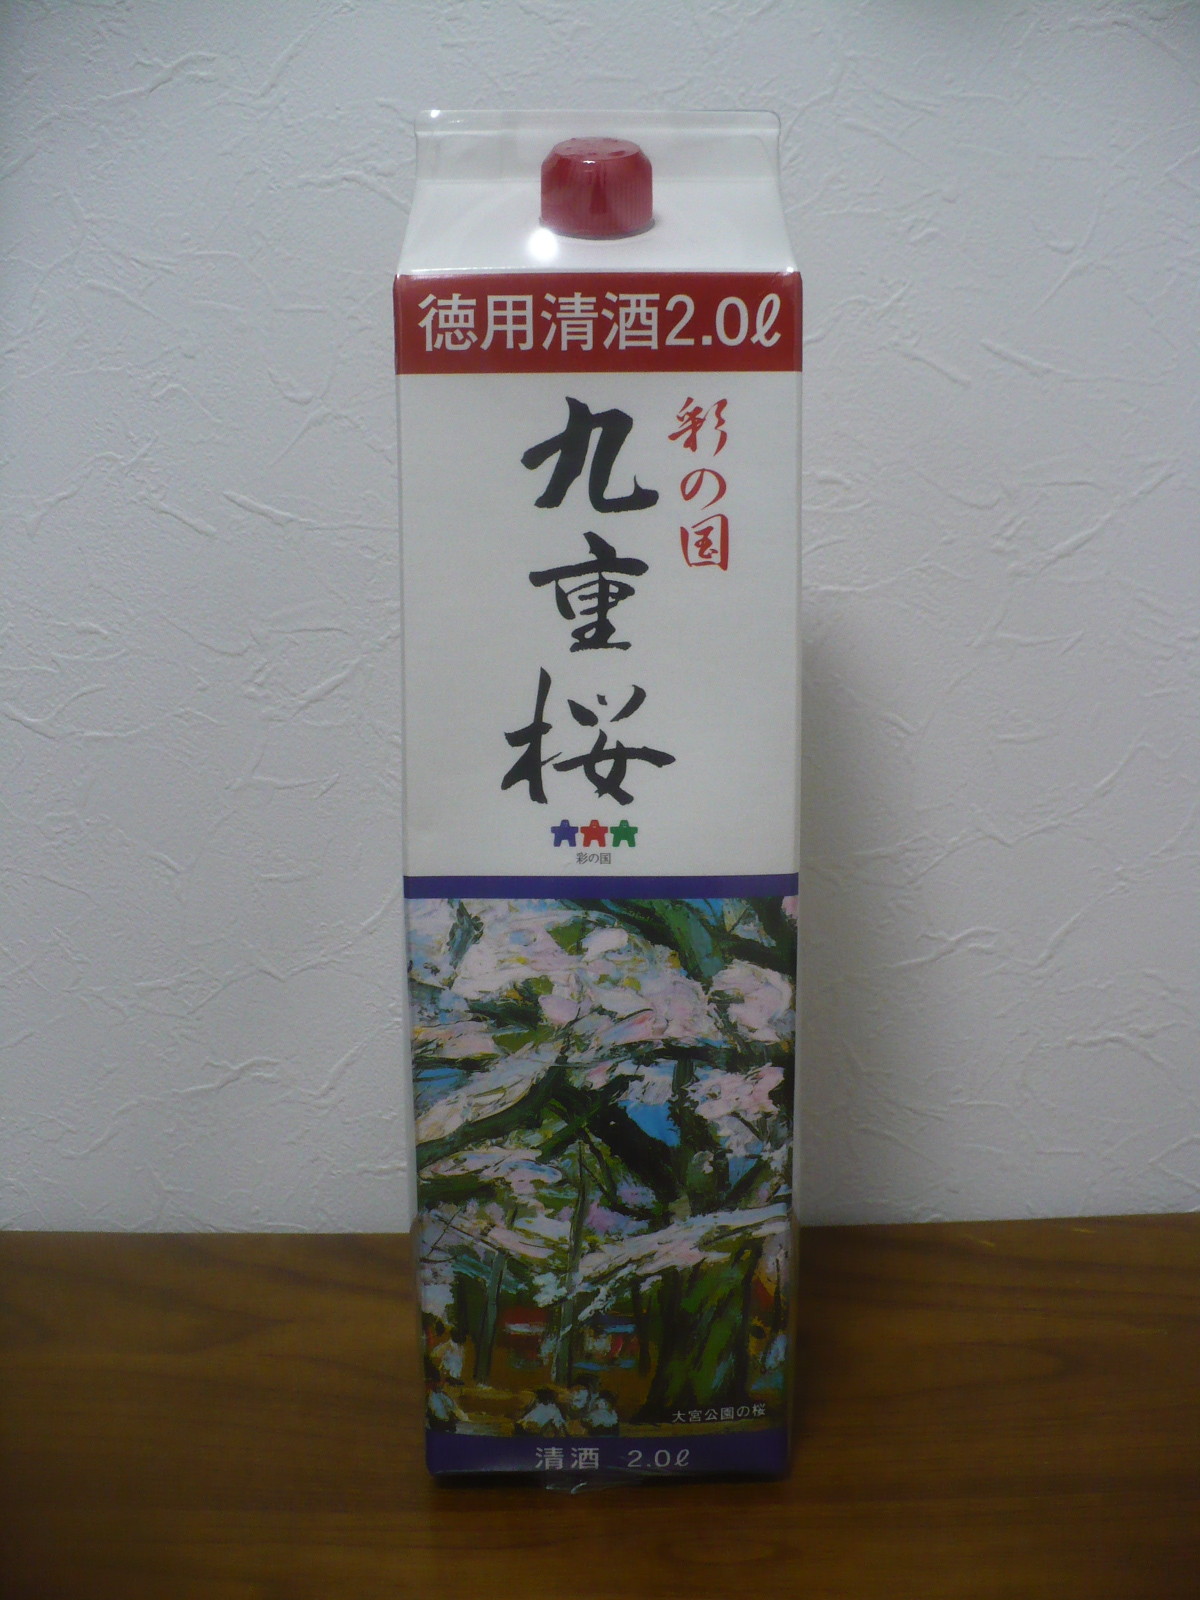 徳用清酒2.0ℓ
彩の国
九重桜
彩の国
大宮公園の桜
清酒 2.0ℓ